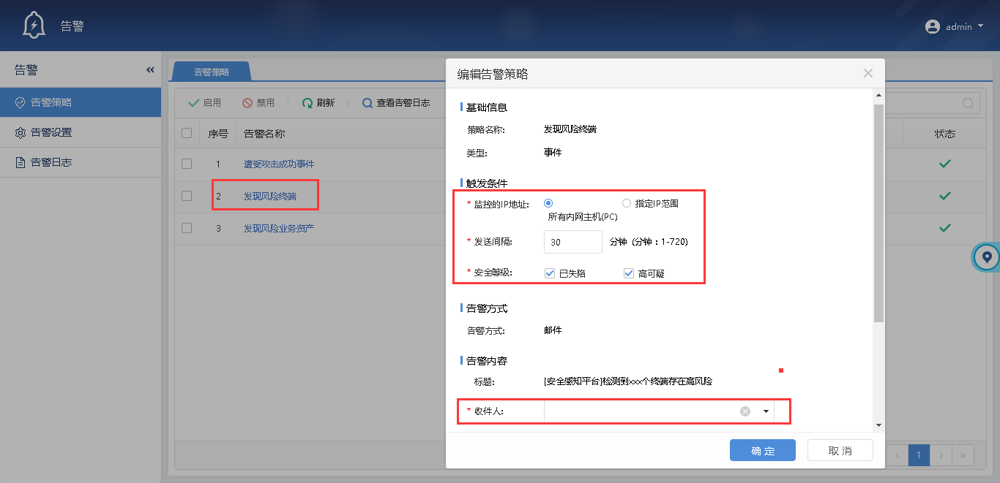 告警
admin
告警
告警策略
告警设置
告警日志
告警策略
启用 禁用 刷新 查看告警日志
序号 告警名称 状态
1 遭受攻击成功事件
2 发现风险终端
3 发现风险业务资产
1
编辑告警策略
基础信息
策略名称: 发现风险终端
类型: 事件
触发条件
* 监控的IP地址: 指定IP范围
所有内网主机(PC)
* 发送间隔: 30 分钟 (分钟：1-720)
* 安全等级: 已失陷 高可疑
告警方式
告警方式: 邮件
告警内容
标题: [安全感知平台]检测到xxx个终端存在高风险
* 收件人:
确定 取消